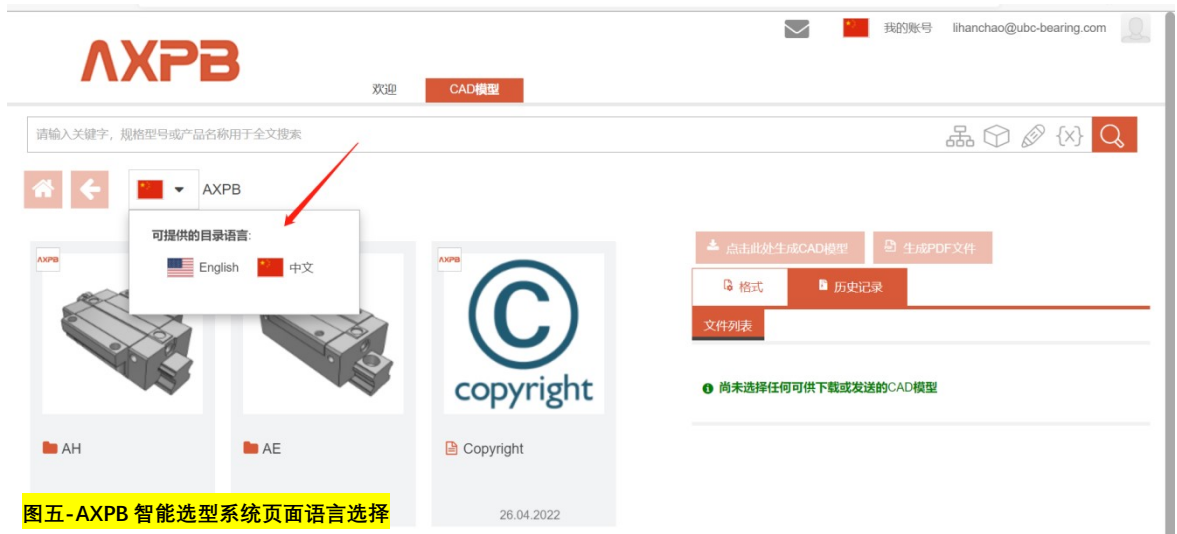 AXPB
我的账号
lihanchao@ubc-bearing.com
欢迎
CAD模型
请输入关键字，规格型号或产品名称用于全文搜索
{X}
AXPB
可提供的目录语言:
English
中文
AXPB
AXPB
C
copyright
点击此处生成CAD模型
生成PDF文件
格式
历史记录
文件列表
尚未选择任何可供下载或发送的CAD模型
AH
AE
Copyright
26.04.2022
图五-AXPB 智能选型系统页面语言选择